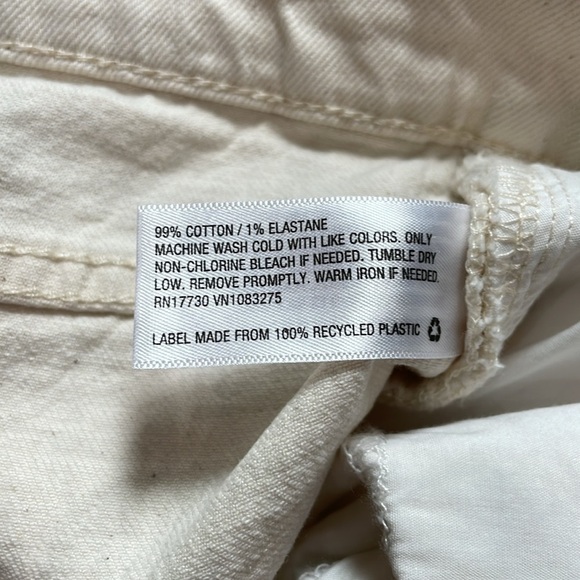 99% COTTON / 1% ELASTANE
MACHINE WASH COLD WITH LIKE COLORS. ONLY
NON-CHLORINE BLEACH IF NEEDED. TUMBLE DRY
LOW. REMOVE PROMPTLY. WARM IRON IF NEEDED.
RN17730 VN1083275
LABEL MADE FROM 100% RECYCLED PLASTIC